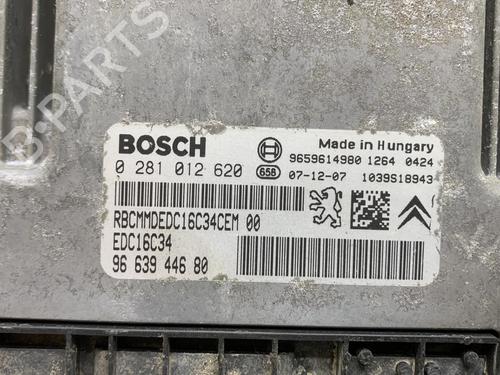 B-PARTS
BOSCH
Made in Hungary
0 281 012 620
9659614980 1264 0424
658
07-12-07 1039S18943
RBCMMDEDC16C34CEM 00
EDC16C34
96 639 446 80